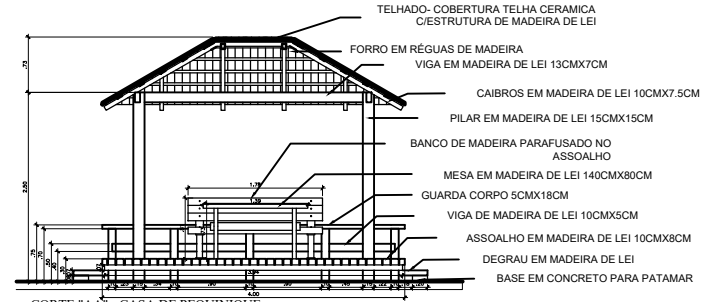 TELHADO- COBERTURA TELHA CERAMICA
C/ESTRUTURA DE MADEIRA DE LEI
FORRO EM RÉGUAS DE MADEIRA
VIGA EM MADEIRA DE LEI 13CMX7CM
CAIBROS EM MADEIRA DE LEI 10CMX7.5CM
PILAR EM MADEIRA DE LEI 15CMX15CM
BANCO DE MADEIRA PARAFUSADO NO
ASSOALHO
MESA EM MADEIRA DE LEI 140CMX80CM
GUARDA CORPO 5CMX18CM
VIGA DE MADEIRA DE LEI 10CMX5CM
ASSOALHO EM MADEIRA DE LEI 10CMX8CM
DEGRAU EM MADEIRA DE LEI
BASE EM CONCRETO PARA PATAMAR
.73
2.50
1.39
.75
.70
.50
.30
4.00